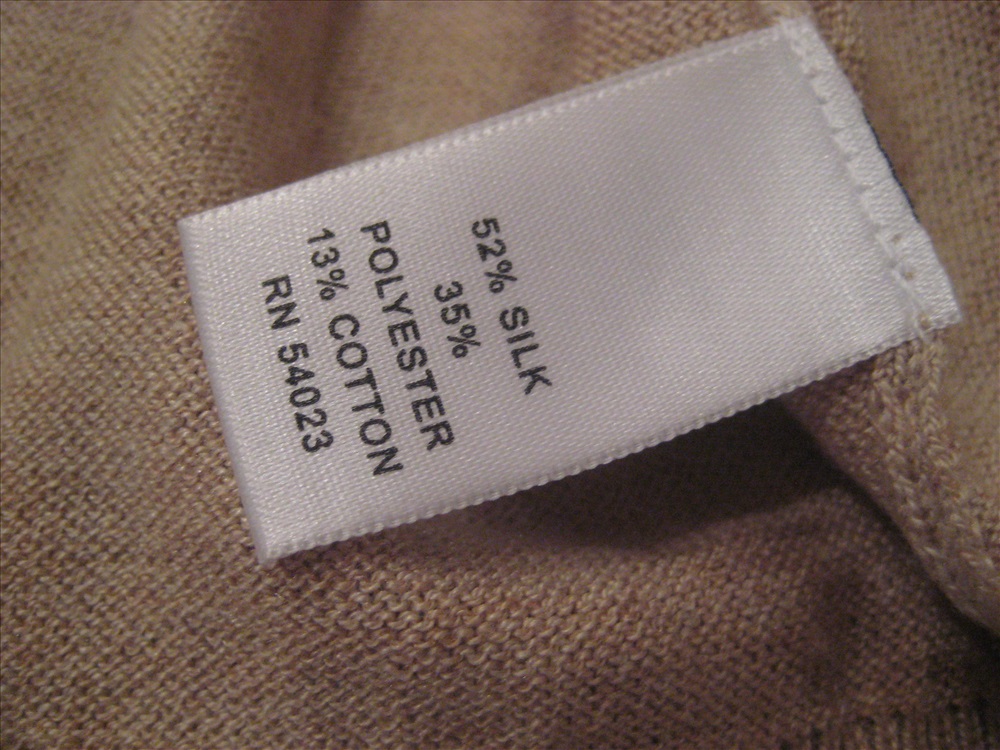 52% SILK
35%
POLYESTER
13% COTTON
RN 54023